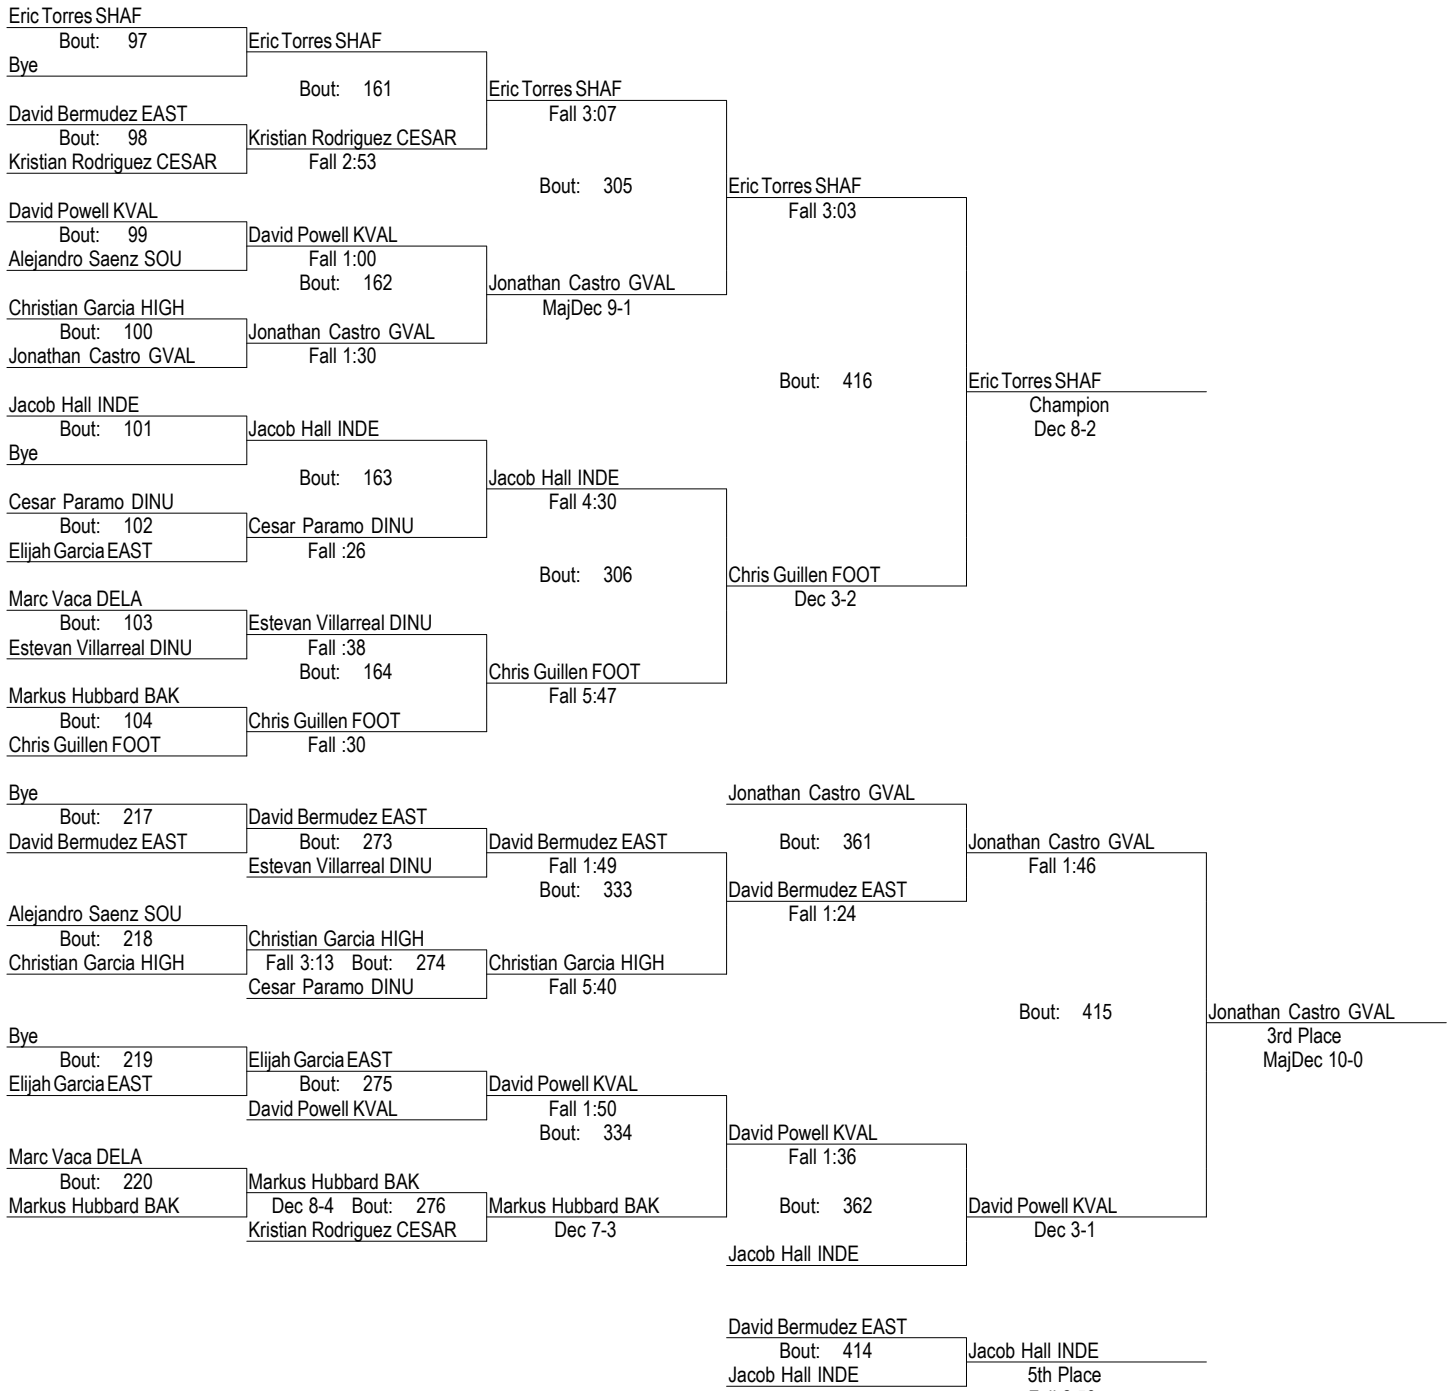 Eric Torres SHAF
Bout: 97
Bye
Eric Torres SHAF
Bout: 161
David Bermudez EAST
Bout: 98
Kristian Rodriguez CESAR
Kristian Rodriguez CESAR
Fall 2:53
Eric Torres SHAF
Fall 3:07
Bout: 305
David Powell KVAL
Bout: 99
Alejandro Saenz SOU
David Powell KVAL
Fall 1:00
Bout: 162
Christian Garcia HIGH
Bout: 100
Jonathan Castro GVAL
Jonathan Castro GVAL
Fall 1:30
Jonathan Castro GVAL
MajDec 9-1
Eric Torres SHAF
Fall 3:03
Bout: 416
Jacob Hall INDE
Bout: 101
Bye
Jacob Hall INDE
Bout: 163
Cesar Paramo DINU
Bout: 102
Elijah Garcia EAST
Cesar Paramo DINU
Fall :26
Jacob Hall INDE
Fall 4:30
Bout: 306
Marc Vaca DELA
Bout: 103
Estevan Villarreal DINU
Estevan Villarreal DINU
Fall :38
Bout: 164
Markus Hubbard BAK
Bout: 104
Chris Guillen FOOT
Chris Guillen FOOT
Fall :30
Chris Guillen FOOT
Fall 5:47
Chris Guillen FOOT
Dec 3-2
Eric Torres SHAF
Champion
Dec 8-2
Bye
Bout: 217
David Bermudez EAST
David Bermudez EAST
Bout: 273
Estevan Villarreal DINU
David Bermudez EAST
Fall 1:49
Bout: 333
Alejandro Saenz SOU
Bout: 218
Christian Garcia HIGH
Christian Garcia HIGH
Fall 3:13 Bout: 274
Cesar Paramo DINU
Christian Garcia HIGH
Fall 5:40
Jonathan Castro GVAL
Bout: 361
David Bermudez EAST
Fall 1:24
Jonathan Castro GVAL
Fall 1:46
Bout: 415
Bye
Bout: 219
Elijah Garcia EAST
Elijah Garcia EAST
Bout: 275
David Powell KVAL
David Powell KVAL
Fall 1:50
Bout: 334
Marc Vaca DELA
Bout: 220
Markus Hubbard BAK
Markus Hubbard BAK
Dec 8-4 Bout: 276
Kristian Rodriguez CESAR
Markus Hubbard BAK
Dec 7-3
David Powell KVAL
Fall 1:36
Bout: 362
Jacob Hall INDE
David Powell KVAL
Dec 3-1
Jonathan Castro GVAL
3rd Place
MajDec 10-0
David Bermudez EAST
Bout: 414
Jacob Hall INDE
Jacob Hall INDE
5th Place